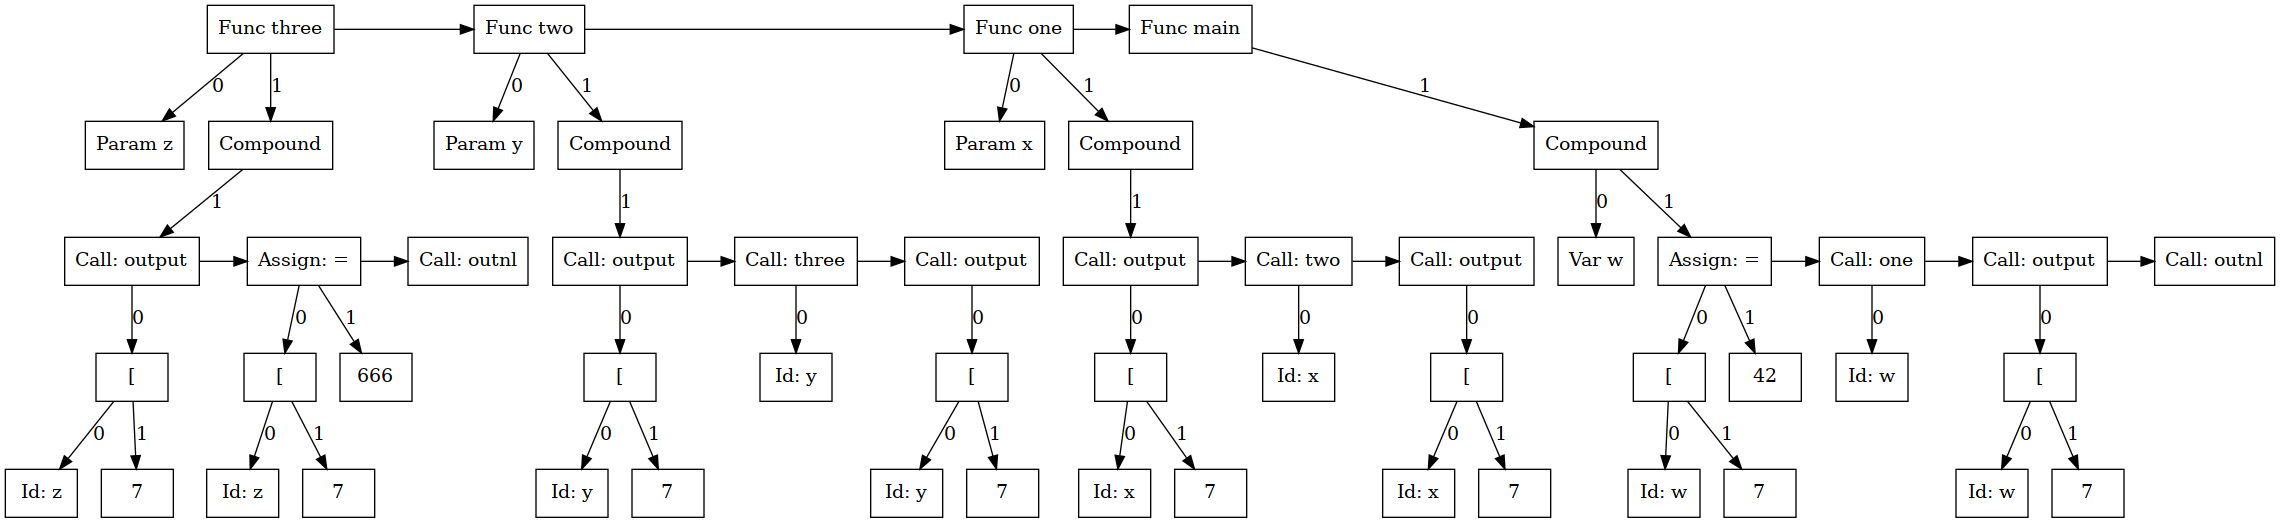 Func three
Func two
Func one
Func main
0
1
0
1
0
1
1
Param z
Compound
Param y
Compound
Param x
Compound
Compound
1
1
1
0
1
Call: output
Assign: =
Call: outnl
Call: output
Call: three
Call: output
Call: output
Call: two
Call: output
Var w
Assign: =
Call: one
Call: output
Call: outnl
0
0
1
0
0
0
0
0
0
0
1
0
0
[
[
666
[
Id: y
[
[
Id: x
[
[
42
Id: w
[
0
1
0
1
0
1
0
1
0
1
0
1
0
1
0
1
Id: z
7
Id: z
7
Id: y
7
Id: y
7
Id: x
7
Id: x
7
Id: w
7
Id: w
7